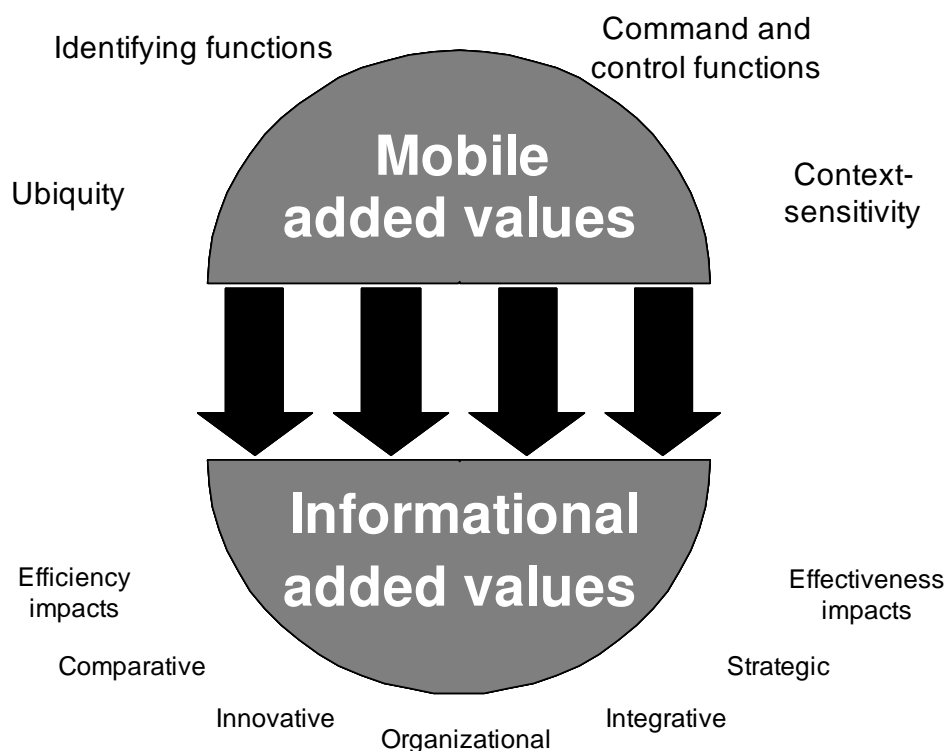 Identifying functions
Command and
control functions
Mobile
added values
Ubiquity
Context-
sensitivity
Informational
added values
Efficiency
impacts
Effectiveness
impacts
Comparative
Strategic
Innovative
Integrative
Organizational